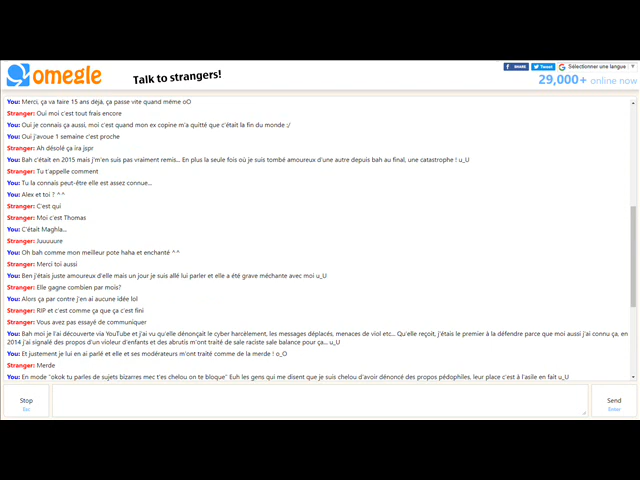 omegle
Talk to strangers!
SHARE
Tweet
Sélectionner une langue
29,000+ online now
You: Merci, ça va faire 15 ans déjà, ça passe vite quand même oO
Stranger: Oui moi c'est tout frais encore
You: Oui je connais ça aussi, moi c'est quand mon ex copine m'a quitté que c'était la fin du monde :/
You: Oui j'avoue 1 semaine c'est proche
Stranger: Ah désolé ça ira jspr
You: Bah c'était en 2015 mais j'm'en suis pas vraiment remis... En plus la seule fois où je suis tombé amoureux d'une autre depuis bah au final, une catastrophe ! u_U
Stranger: Tu t'appelle comment
You: Tu la connais peut-être elle est assez connue...
You: Alex et toi ? ^^
Stranger: C'est qui
Stranger: Moi c'est Thomas
You: C'était Maghla...
Stranger: Juuuuure
You: Oh bah comme mon meilleur pote haha et enchanté ^^
Stranger: Merci toi aussi
You: Ben j'étais juste amoureux d'elle mais un jour je suis allé lui parler et elle a été grave méchante avec moi u_U
Stranger: Elle gagne combien par mois?
You: Alors ça par contre j'en ai aucune idée lol
Stranger: RIP et c'est comme ça que ça c'est fini
Stranger: Vous avez pas essayé de communiquer
You: Bah moi je l'ai découverte via YouTube et j'ai vu qu'elle dénonçait le cyber harcèlement, les messages déplacés, menaces de viol etc... Qu'elle reçoit, j'étais le premier à la défendre parce que moi aussi j'ai connu ça, en
2014 j'ai signalé des propos d'un violeur d'enfants et des abrutis m'ont traité de sale raciste sale balance pour ça... u_U
You: Et justement je lui en ai parlé et elle et ses modérateurs m'ont traité comme de la merde ! o_O
Stranger: Merde
You: En mode "okok tu parles de sujets bizarres mec t'es chelou on te bloque" Euh les gens qui me disent que je suis chelou d'avoir dénoncé des propos pédophiles, leur place c'est à l'asile en fait u_U
Stop
Esc
Send
Enter